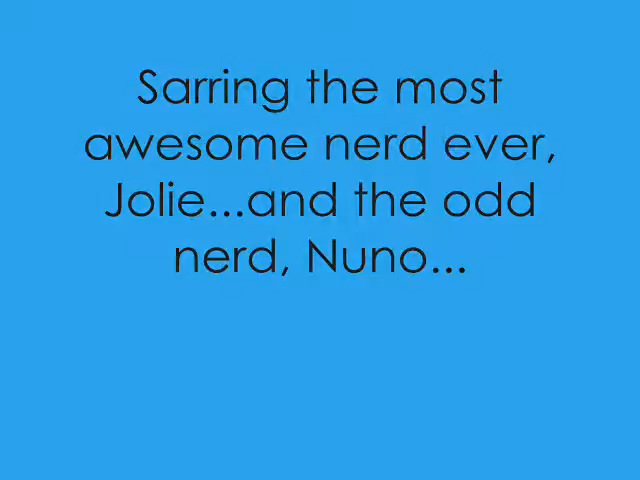 Sarring the most
awesome nerd ever,
Jolie...and the odd
nerd, Nuno...